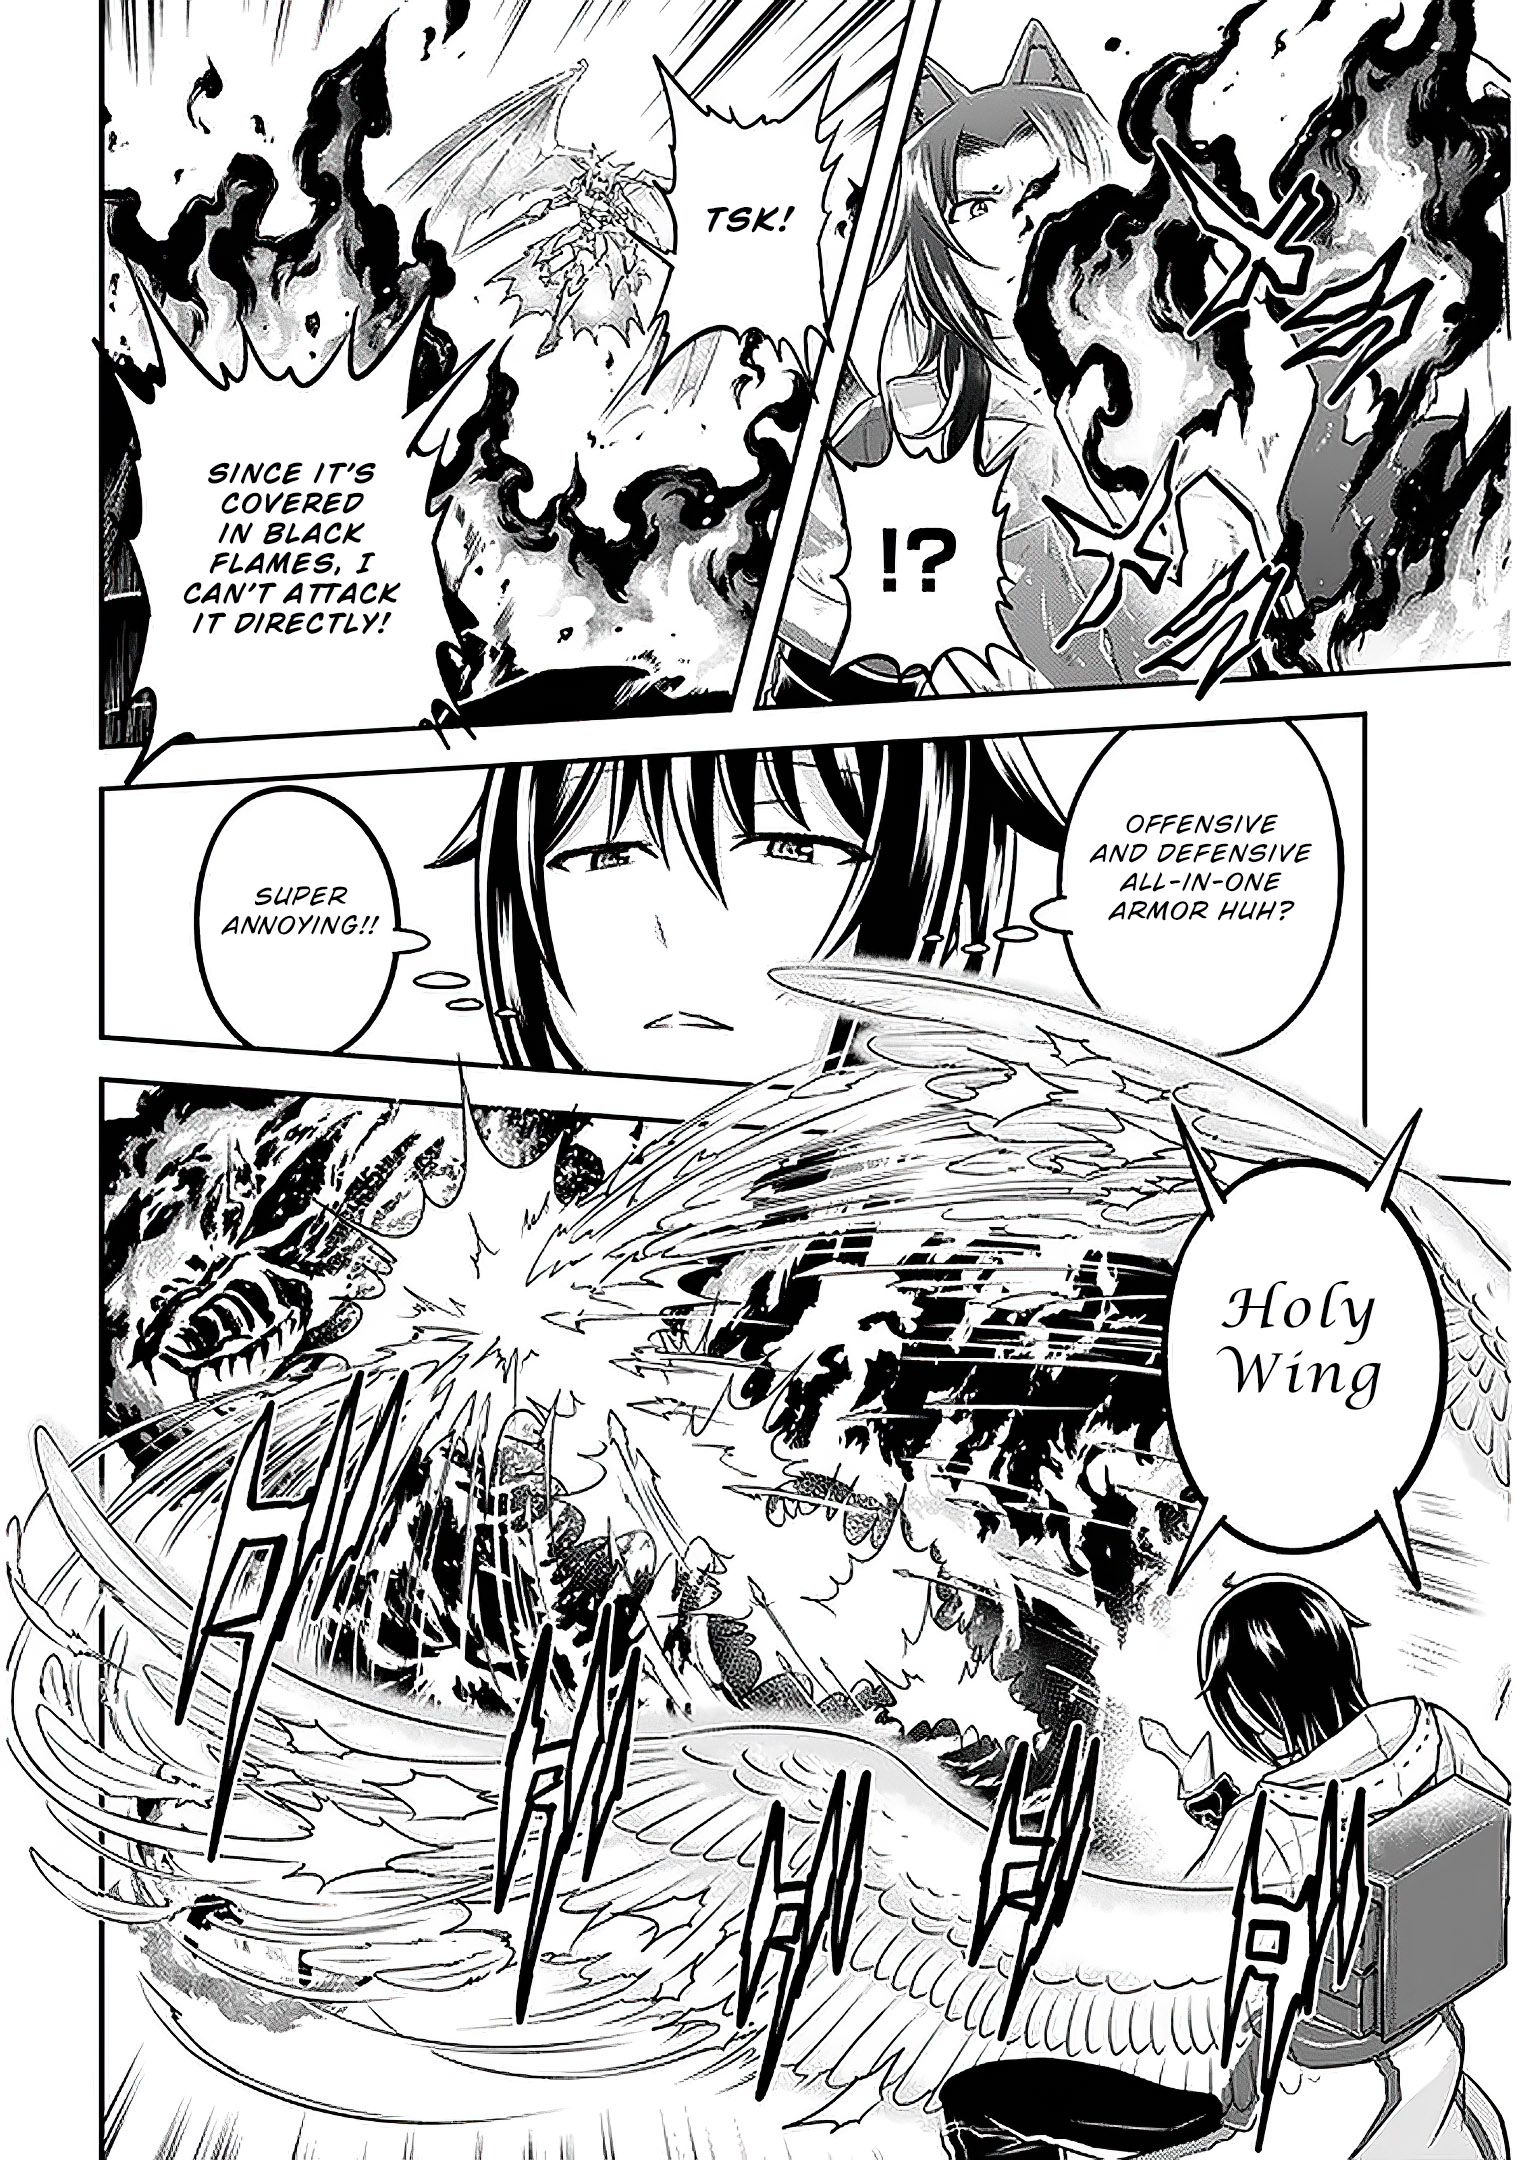 !?
TSK!
SINCE IT'S
COVERED
IN BLACK
FLAMES, I
CAN'T ATTACK
IT DIRECTLY!
OFFENSIVE
AND DEFENSIVE
ALL-IN-ONE
ARMOR HUH?
SUPER
ANNOYING!!
Holy
Wing